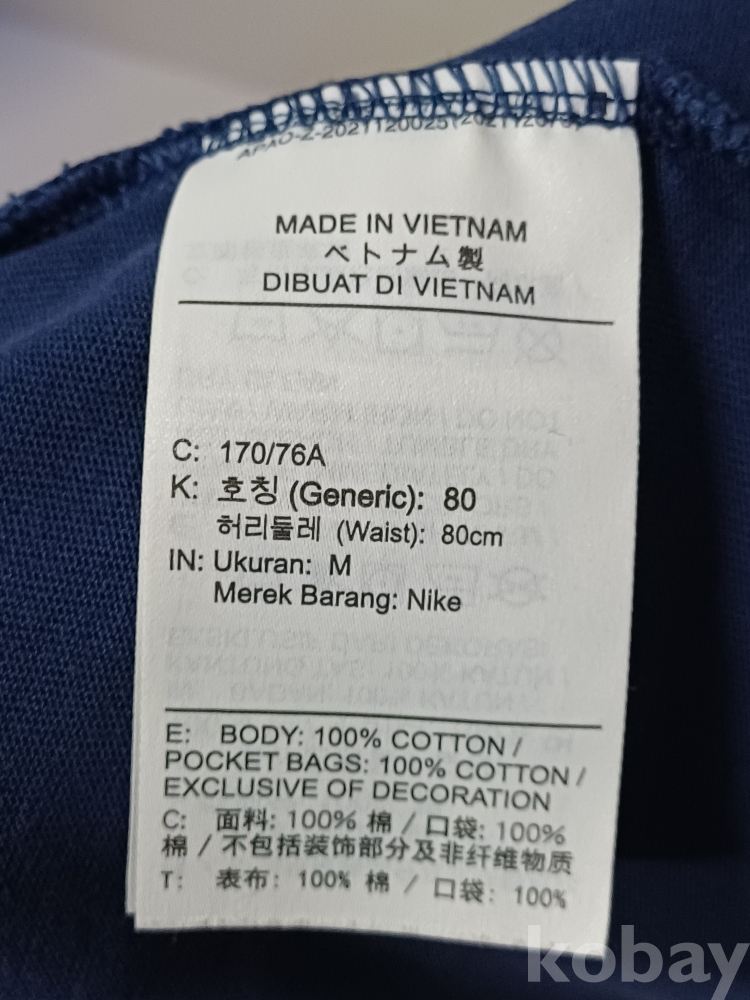 MADE IN VIETNAM
ベトナム製
DIBUAT DI VIETNAM
C: 170/76A
K: 호칭 (Generic): 80
허리둘레 (Waist): 80cm
IN: Ukuran: M
Merek Barang: Nike
E: BODY: 100% COTTON /
POCKET BAGS: 100% COTTON /
EXCLUSIVE OF DECORATION
C: 面料: 100% 棉 / 口袋: 100%
棉 / 不包括装饰部分及非纤维物质
T: 表布: 100% 棉 / 口袋: 100%
kobay